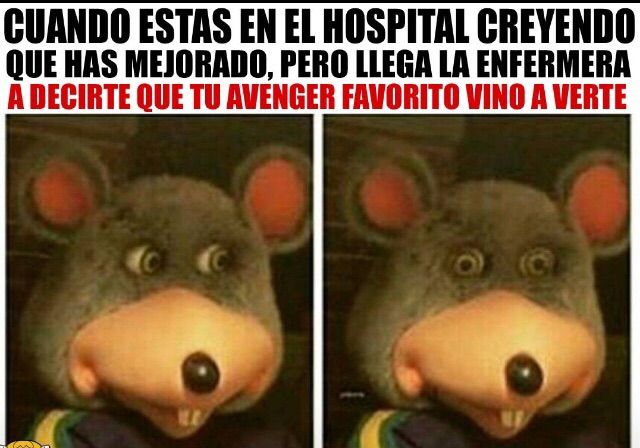 CUANDO ESTAS EN EL HOSPITAL CREYENDO
QUE HAS MEJORADO, PERO LLEGA LA ENFERMERA
A DECIRTE QUE TU AVENGER FAVORITO VINO A VERTE